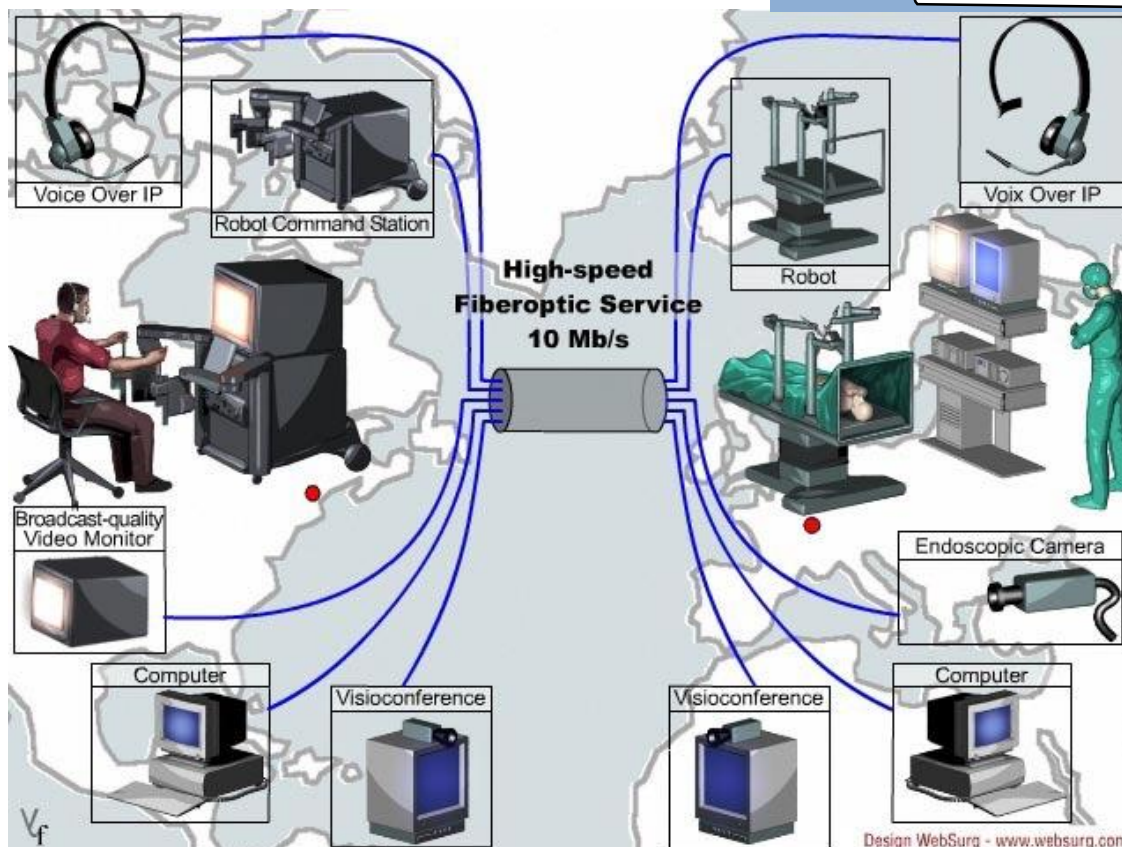 Voice Over IP
Robot Command Station
Robot
Voix Over IP
High-speed
Fiberoptic Service
10 Mb/s
Broadcast-quality
Video Monitor
Endoscopic Camera
Computer
Visioconference
Visioconference
Computer
Vf
Design WebSurg - www.websurg.com